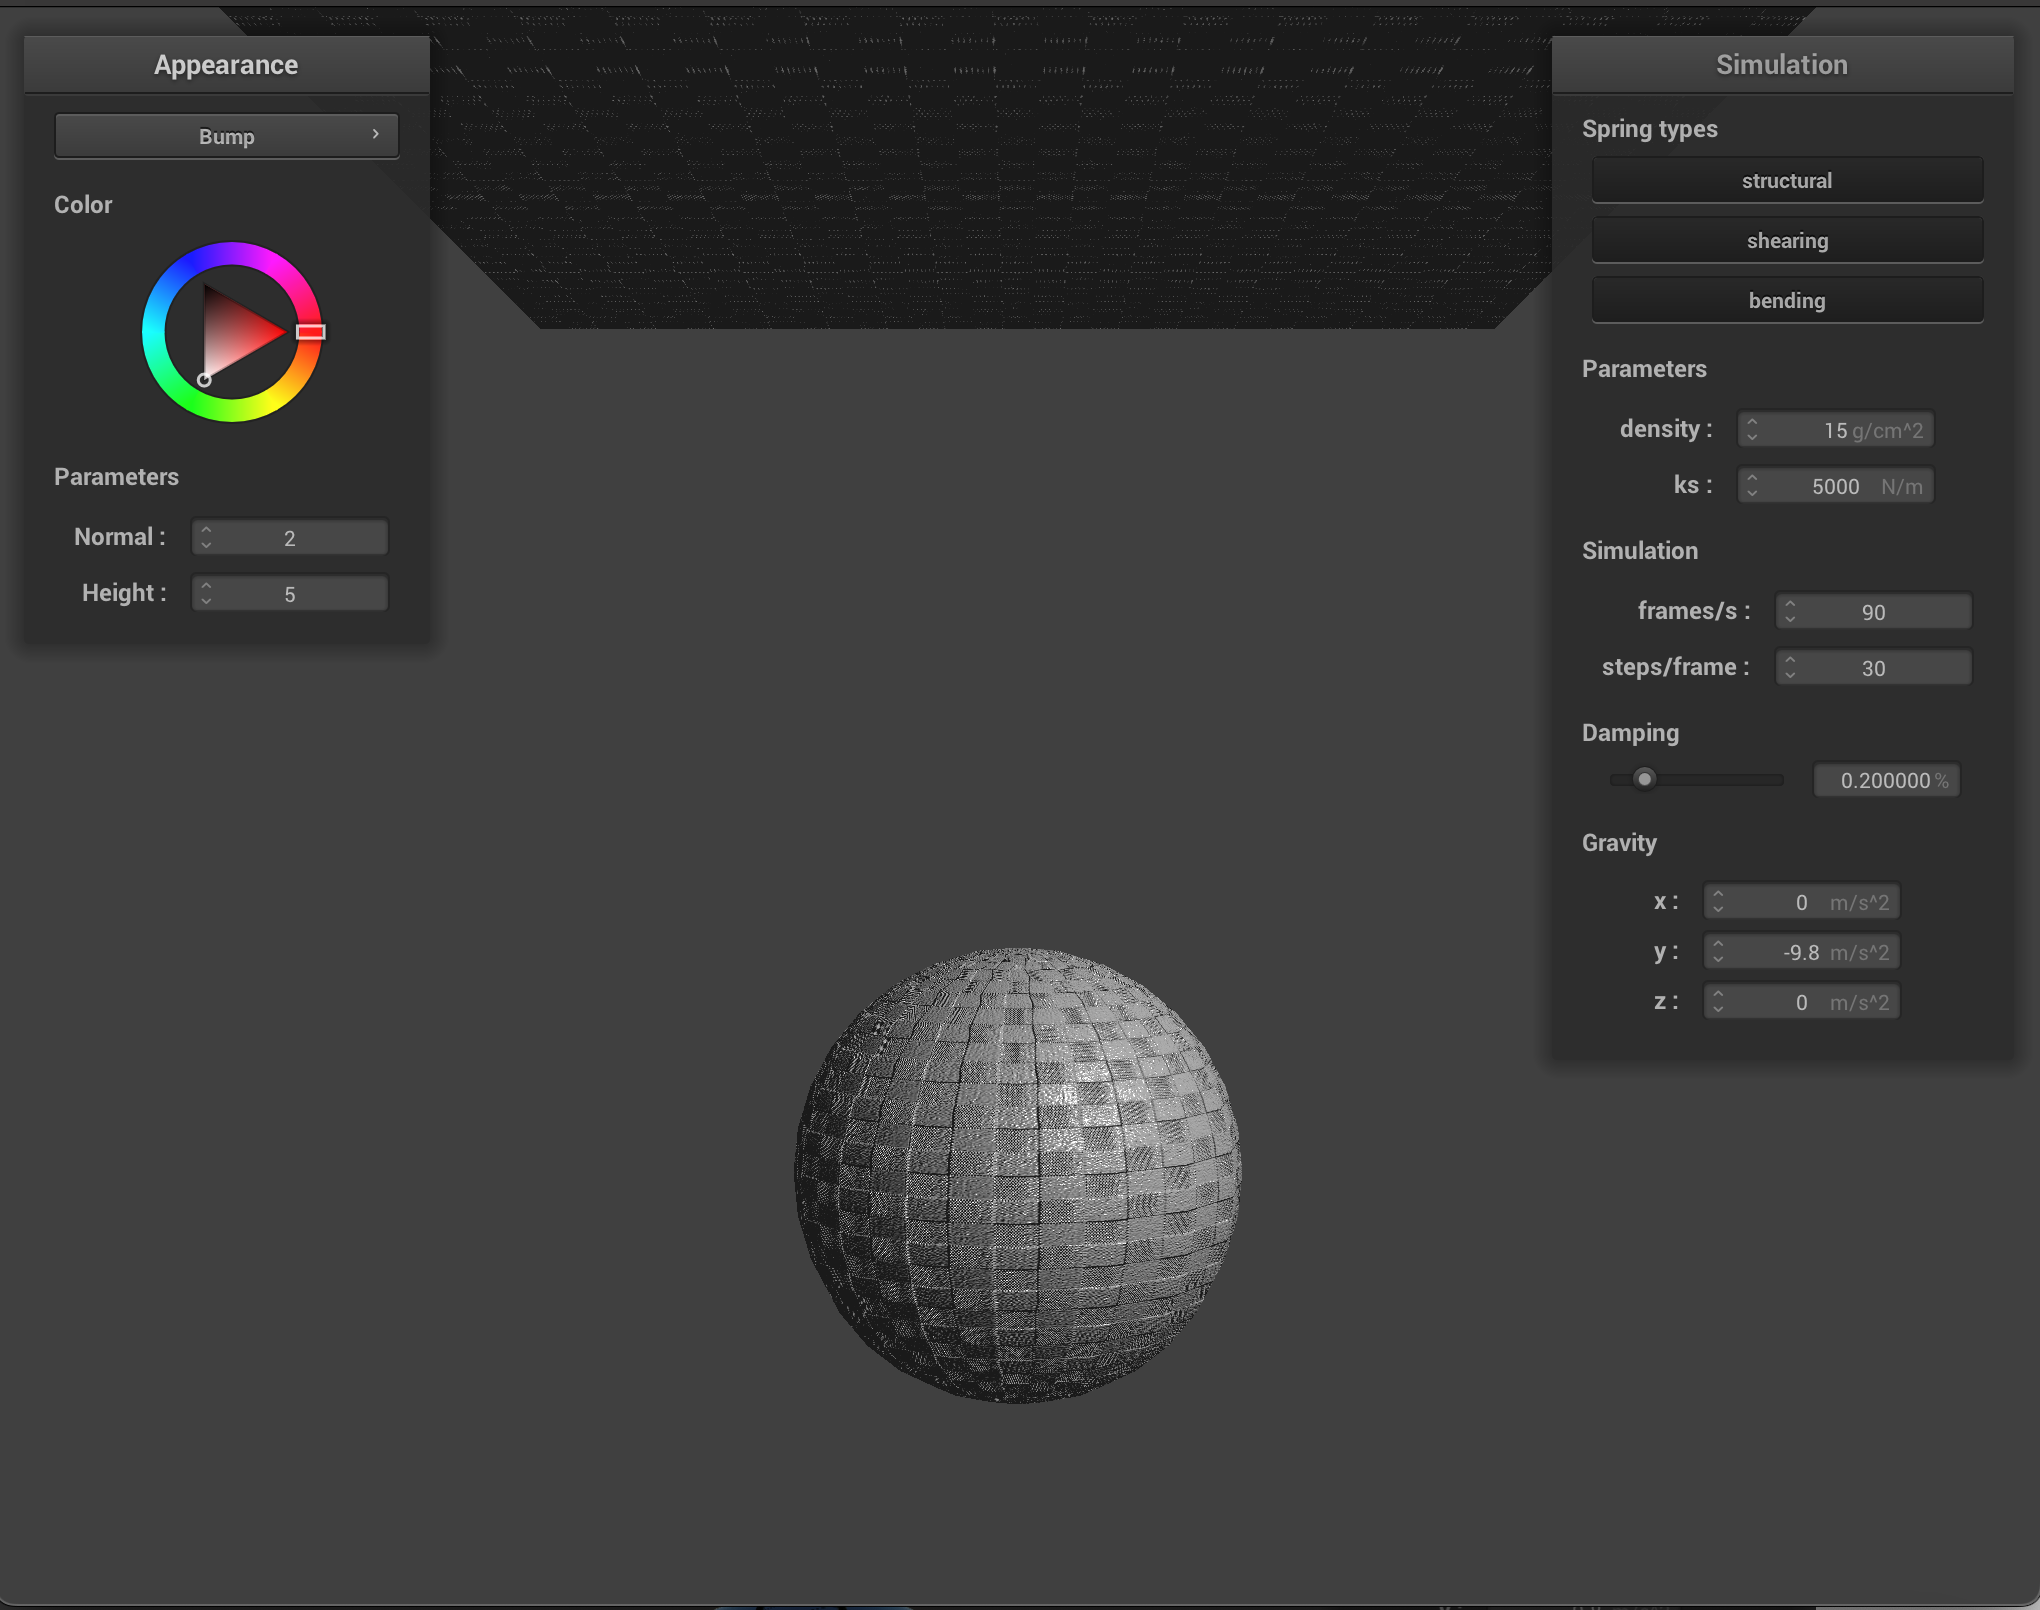 Appearance
Bump
Color
Parameters
Normal : 2
Height : 5
Simulation
Spring types
structural
shearing
bending
Parameters
density : 15 g/cm^2
ks : 5000 N/m
Simulation
frames/s : 90
steps/frame : 30
Damping
0.200000 %
Gravity
x : 0 m/s^2
y : -9.8 m/s^2
z : 0 m/s^2